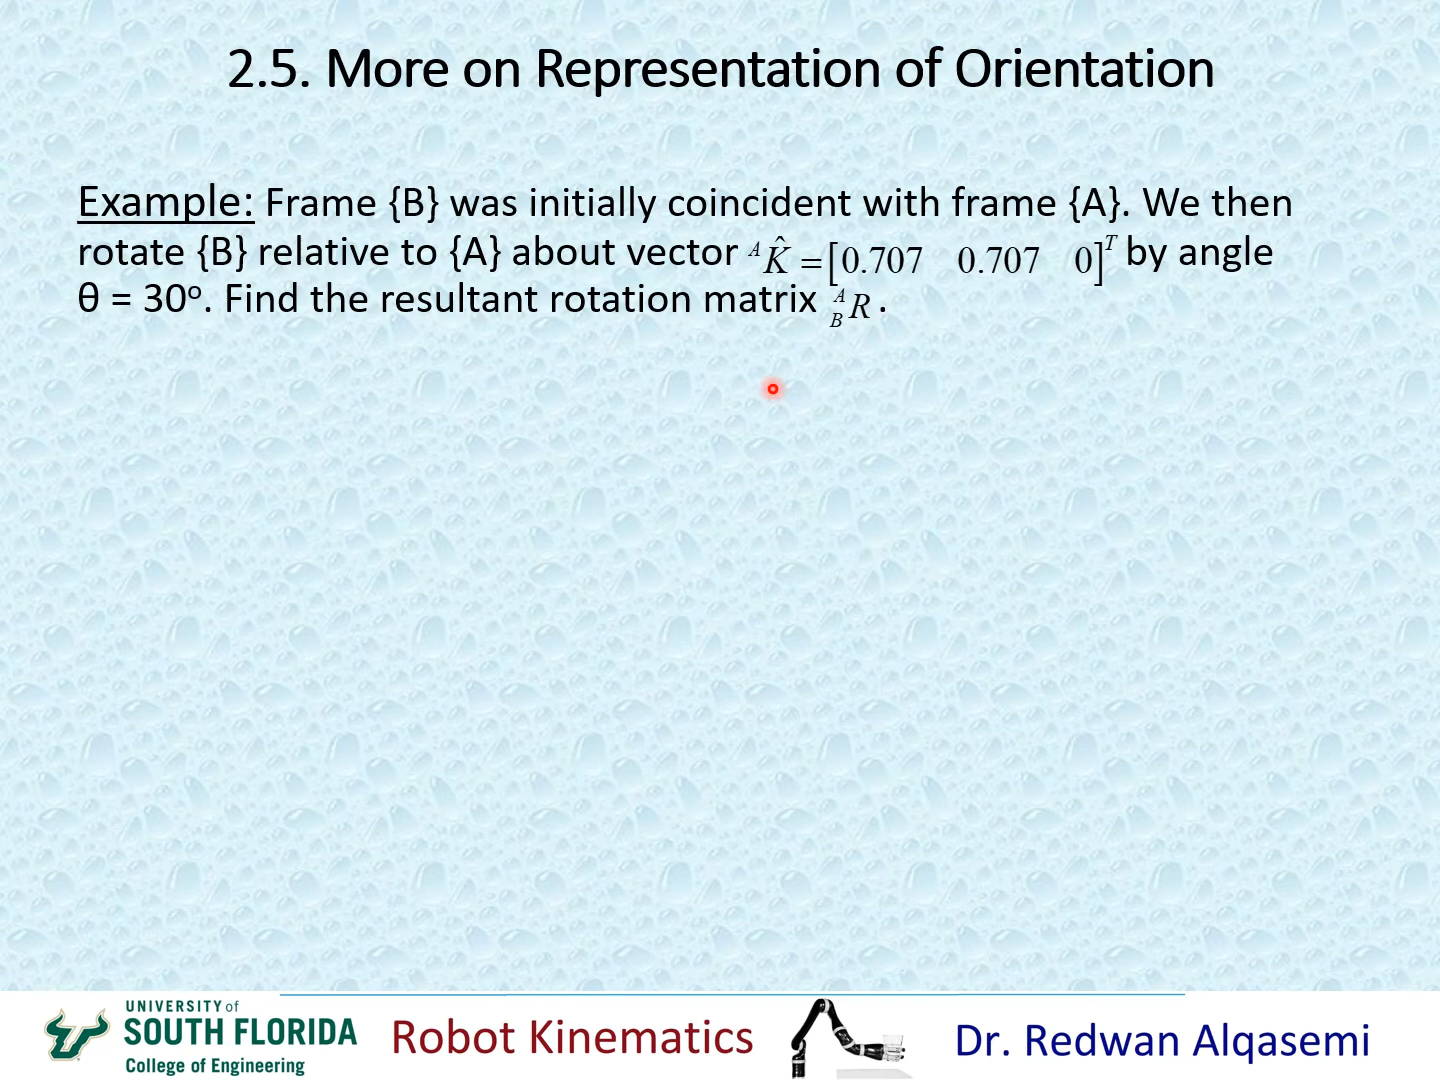 2.5. More on Representation of Orientation
Example: Frame {B} was initially coincident with frame {A}. We then
rotate {B} relative to {A} about vector ᴬK̂ = [0.707 0.707 0]ᵀ by angle
θ = 30ᵒ. Find the resultant rotation matrix ᴬ_B R .
UNIVERSITY of
SOUTH FLORIDA
College of Engineering
Robot Kinematics
Dr. Redwan Alqasemi